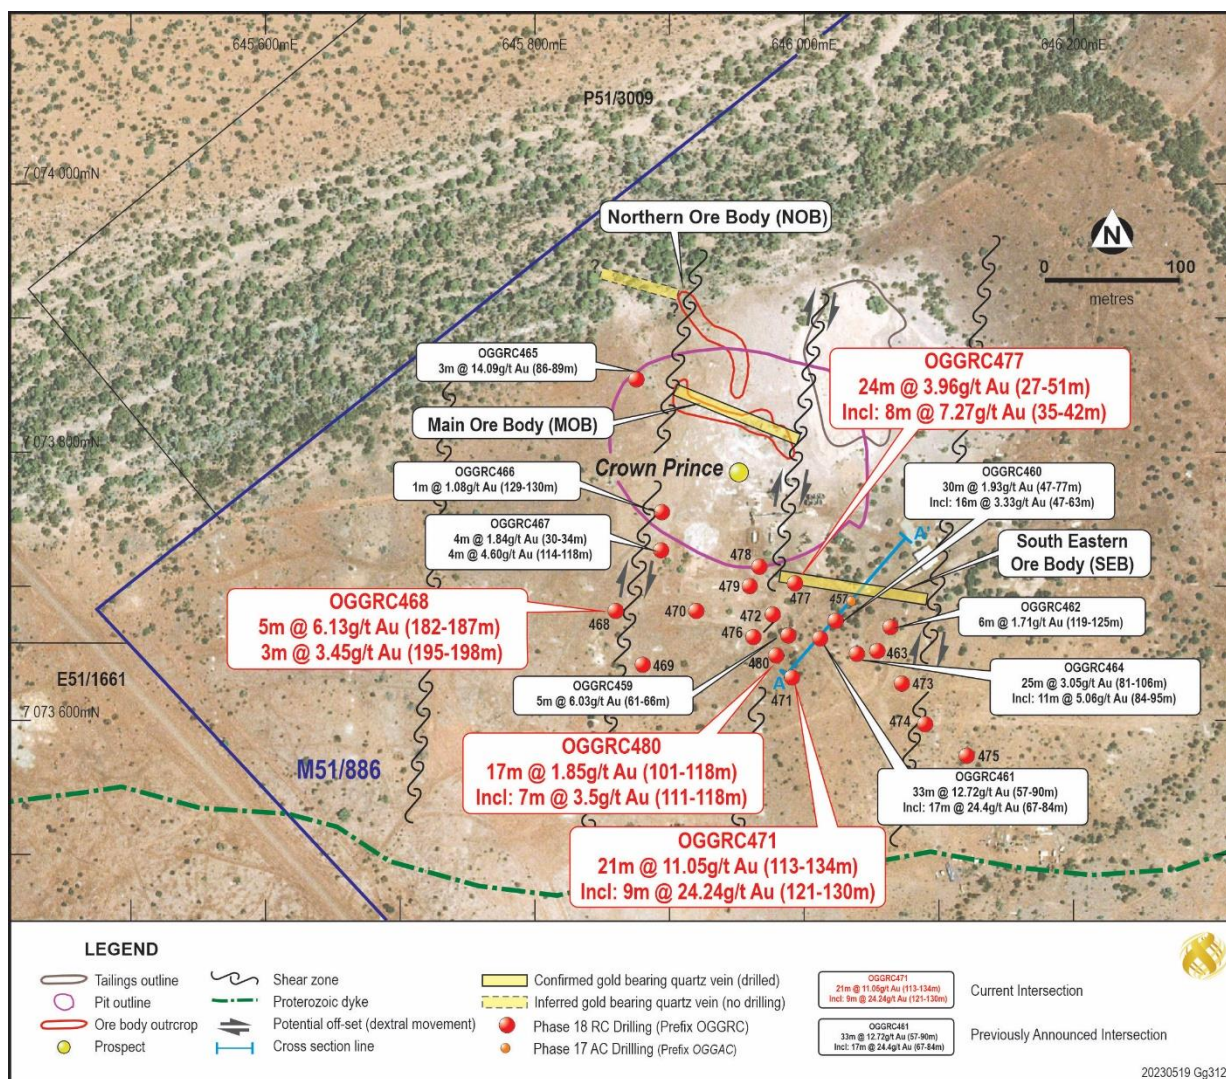 645 600mE
645 800mE
646 000mE
646 200mE
P51/3009
7 074 000mN
Northern Ore Body (NOB)
N
0
100
metres
?
?
OGGRC465
3m @ 14.09g/t Au (86-89m)
OGGRC477
24m @ 3.96g/t Au (27-51m)
Incl: 8m @ 7.27g/t Au (35-42m)
Main Ore Body (MOB)
7 073 800mN
Crown Prince
OGGRC466
1m @ 1.08g/t Au (129-130m)
OGGRC460
30m @ 1.93g/t Au (47-77m)
Incl: 16m @ 3.33g/t Au (47-63m)
OGGRC467
4m @ 1.84g/t Au (30-34m)
4m @ 4.60g/t Au (114-118m)
A'
South Eastern
Ore Body (SEB)
478
479
477
457
OGGRC468
5m @ 6.13g/t Au (182-187m)
3m @ 3.45g/t Au (195-198m)
468
470
472
476
OGGRC462
6m @ 1.71g/t Au (119-125m)
463
469
480
A
471
473
OGGRC464
25m @ 3.05g/t Au (81-106m)
Incl: 11m @ 5.06g/t Au (84-95m)
E51/1661
OGGRC459
5m @ 6.03g/t Au (61-66m)
7 073 600mN
474
475
M51/886
OGGRC480
17m @ 1.85g/t Au (101-118m)
Incl: 7m @ 3.5g/t Au (111-118m)
OGGRC461
33m @ 12.72g/t Au (57-90m)
Incl: 17m @ 24.4g/t Au (67-84m)
OGGRC471
21m @ 11.05g/t Au (113-134m)
Incl: 9m @ 24.24g/t Au (121-130m)
LEGEND
Tailings outline
Pit outline
Ore body outrcrop
Prospect
Shear zone
Proterozoic dyke
Potential off-set (dextral movement)
Cross section line
Confirmed gold bearing quartz vein (drilled)
Inferred gold bearing quartz vein (no drilling)
Phase 18 RC Drilling (Prefix OGGRC)
Phase 17 AC Drillling (Prefix OGGAC)
OGGRC471
21m @ 11.05g/t Au (113-134m)
Incl: 9m @ 24.24g/t Au (121-130m)
Current Intersection
OGGRC461
33m @ 12.72g/t Au (57-90m)
Incl: 17m @ 24.4g/t Au (67-84m)
Previously Announced Intersection
20230519 Gg312